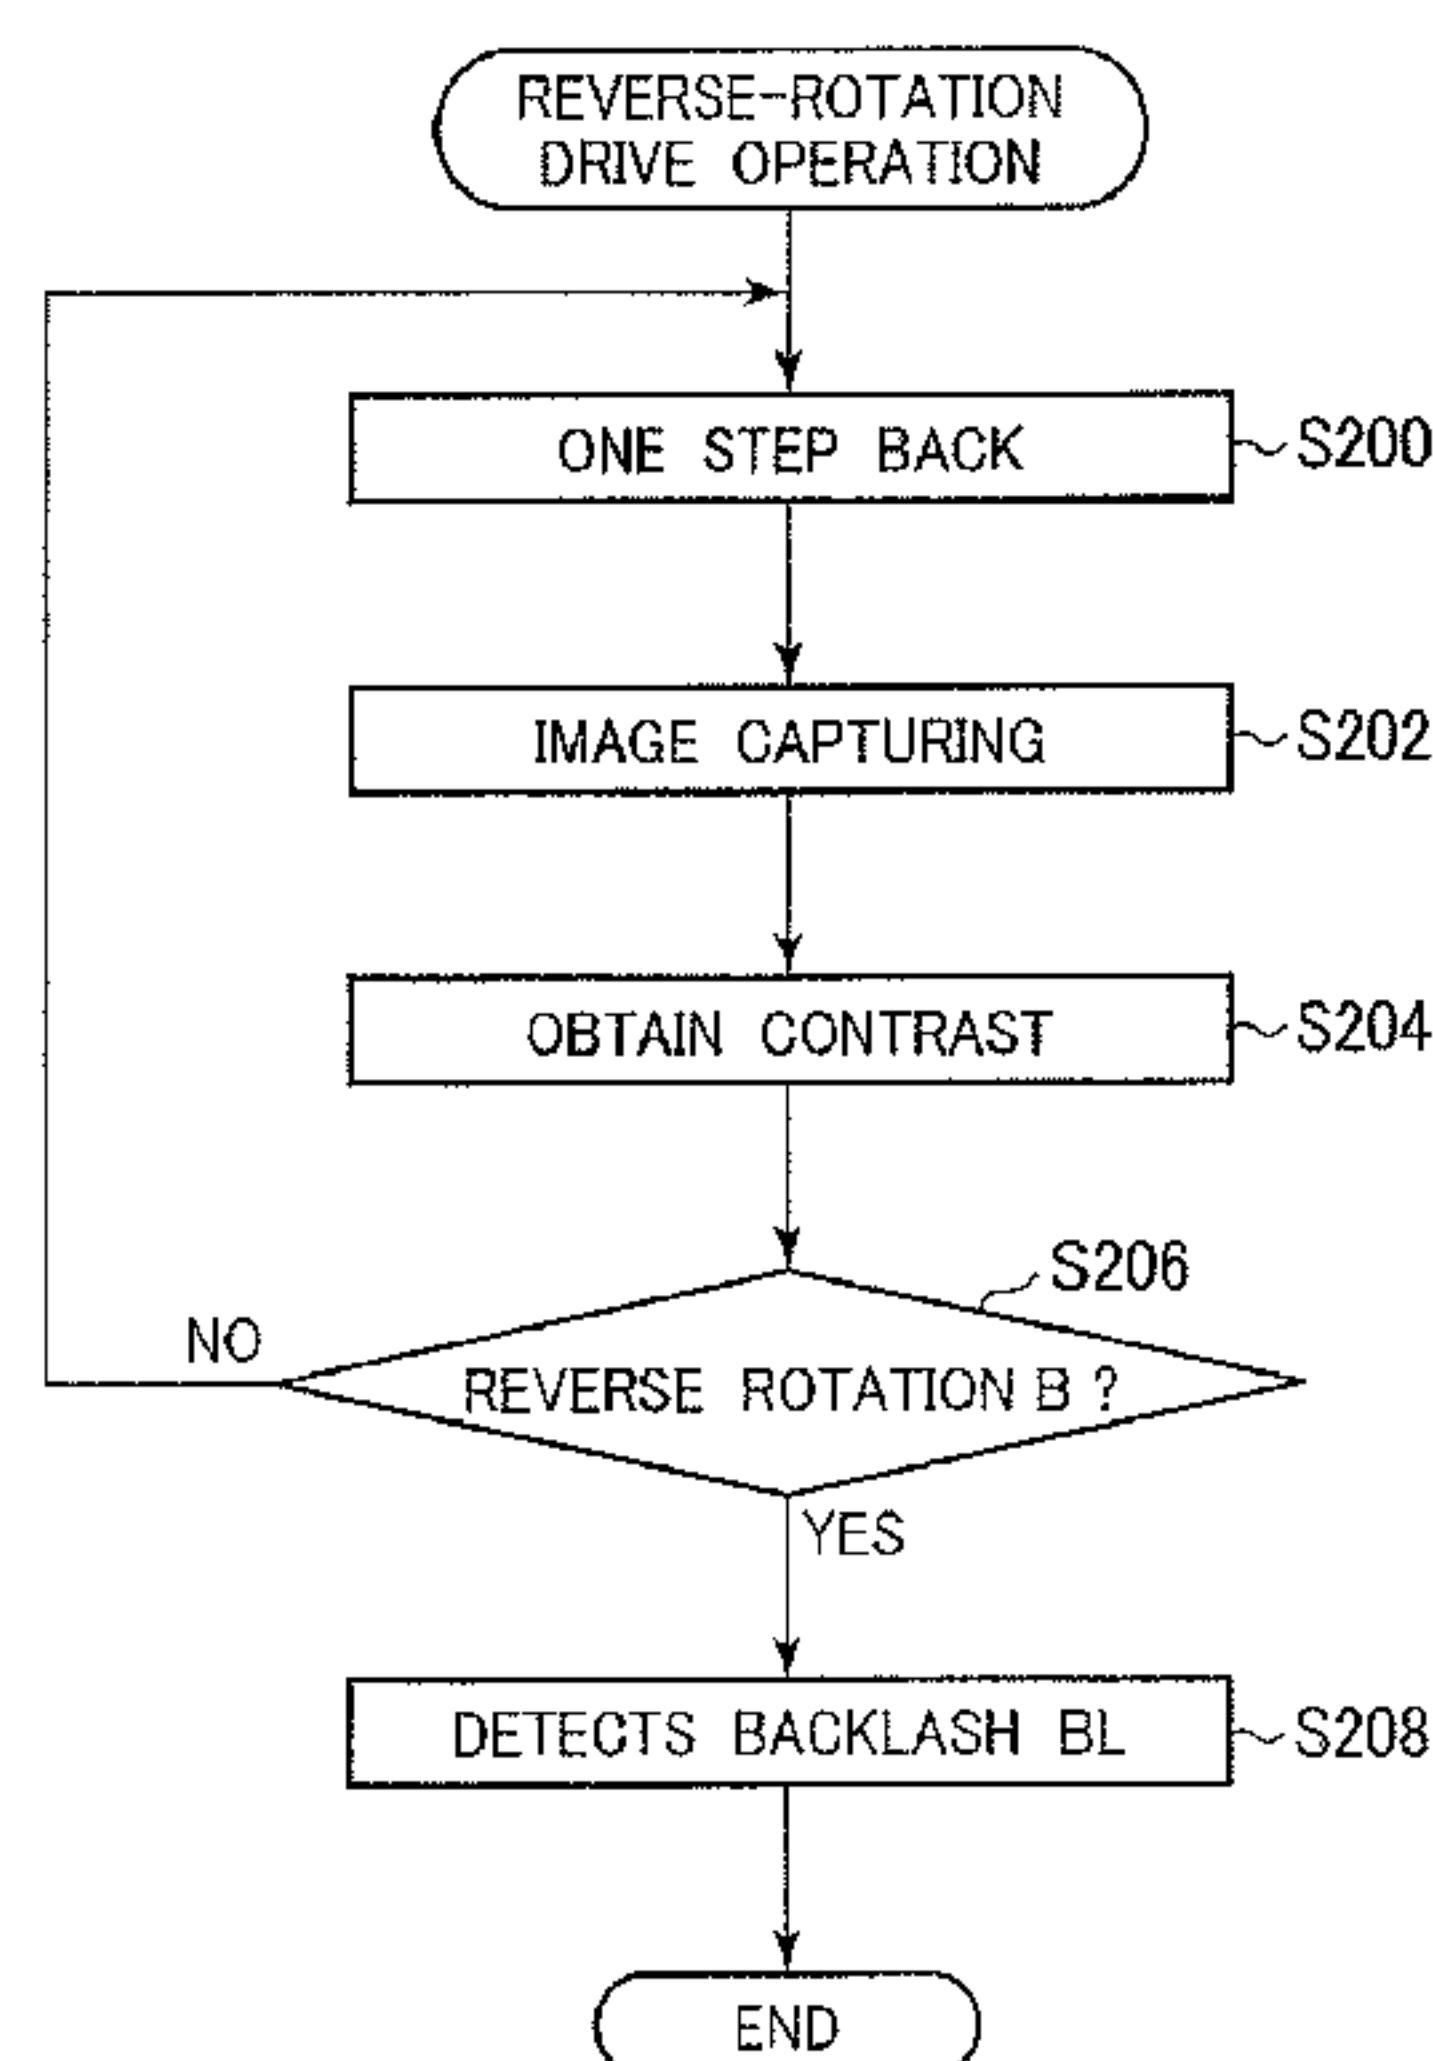 REVERSE-ROTATION
DRIVE OPERATION
ONE STEP BACK
S200
IMAGE CAPTURING
S202
OBTAIN CONTRAST
S204
S206
NO
REVERSE ROTATION B ?
YES
DETECTS BACKLASH BL
S208
END